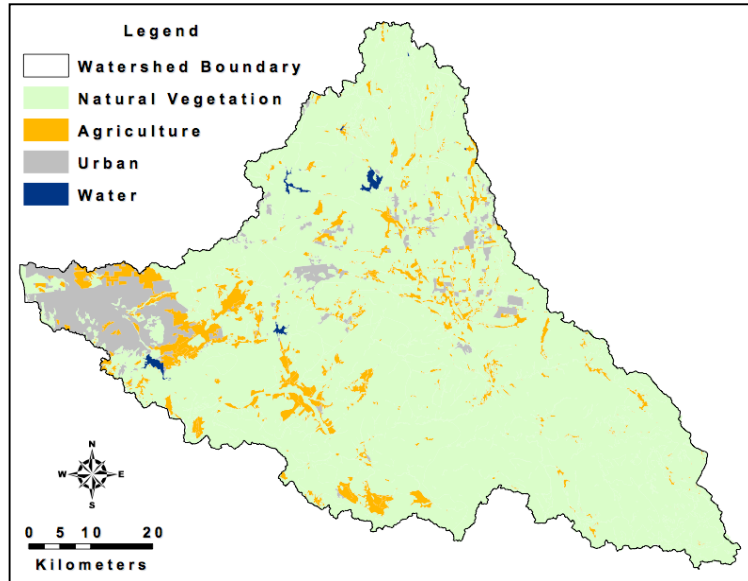 Legend
Watershed Boundary
Natural Vegetation
Agriculture
Urban
Water
N
W E
S
0 5 10 20
Kilometers